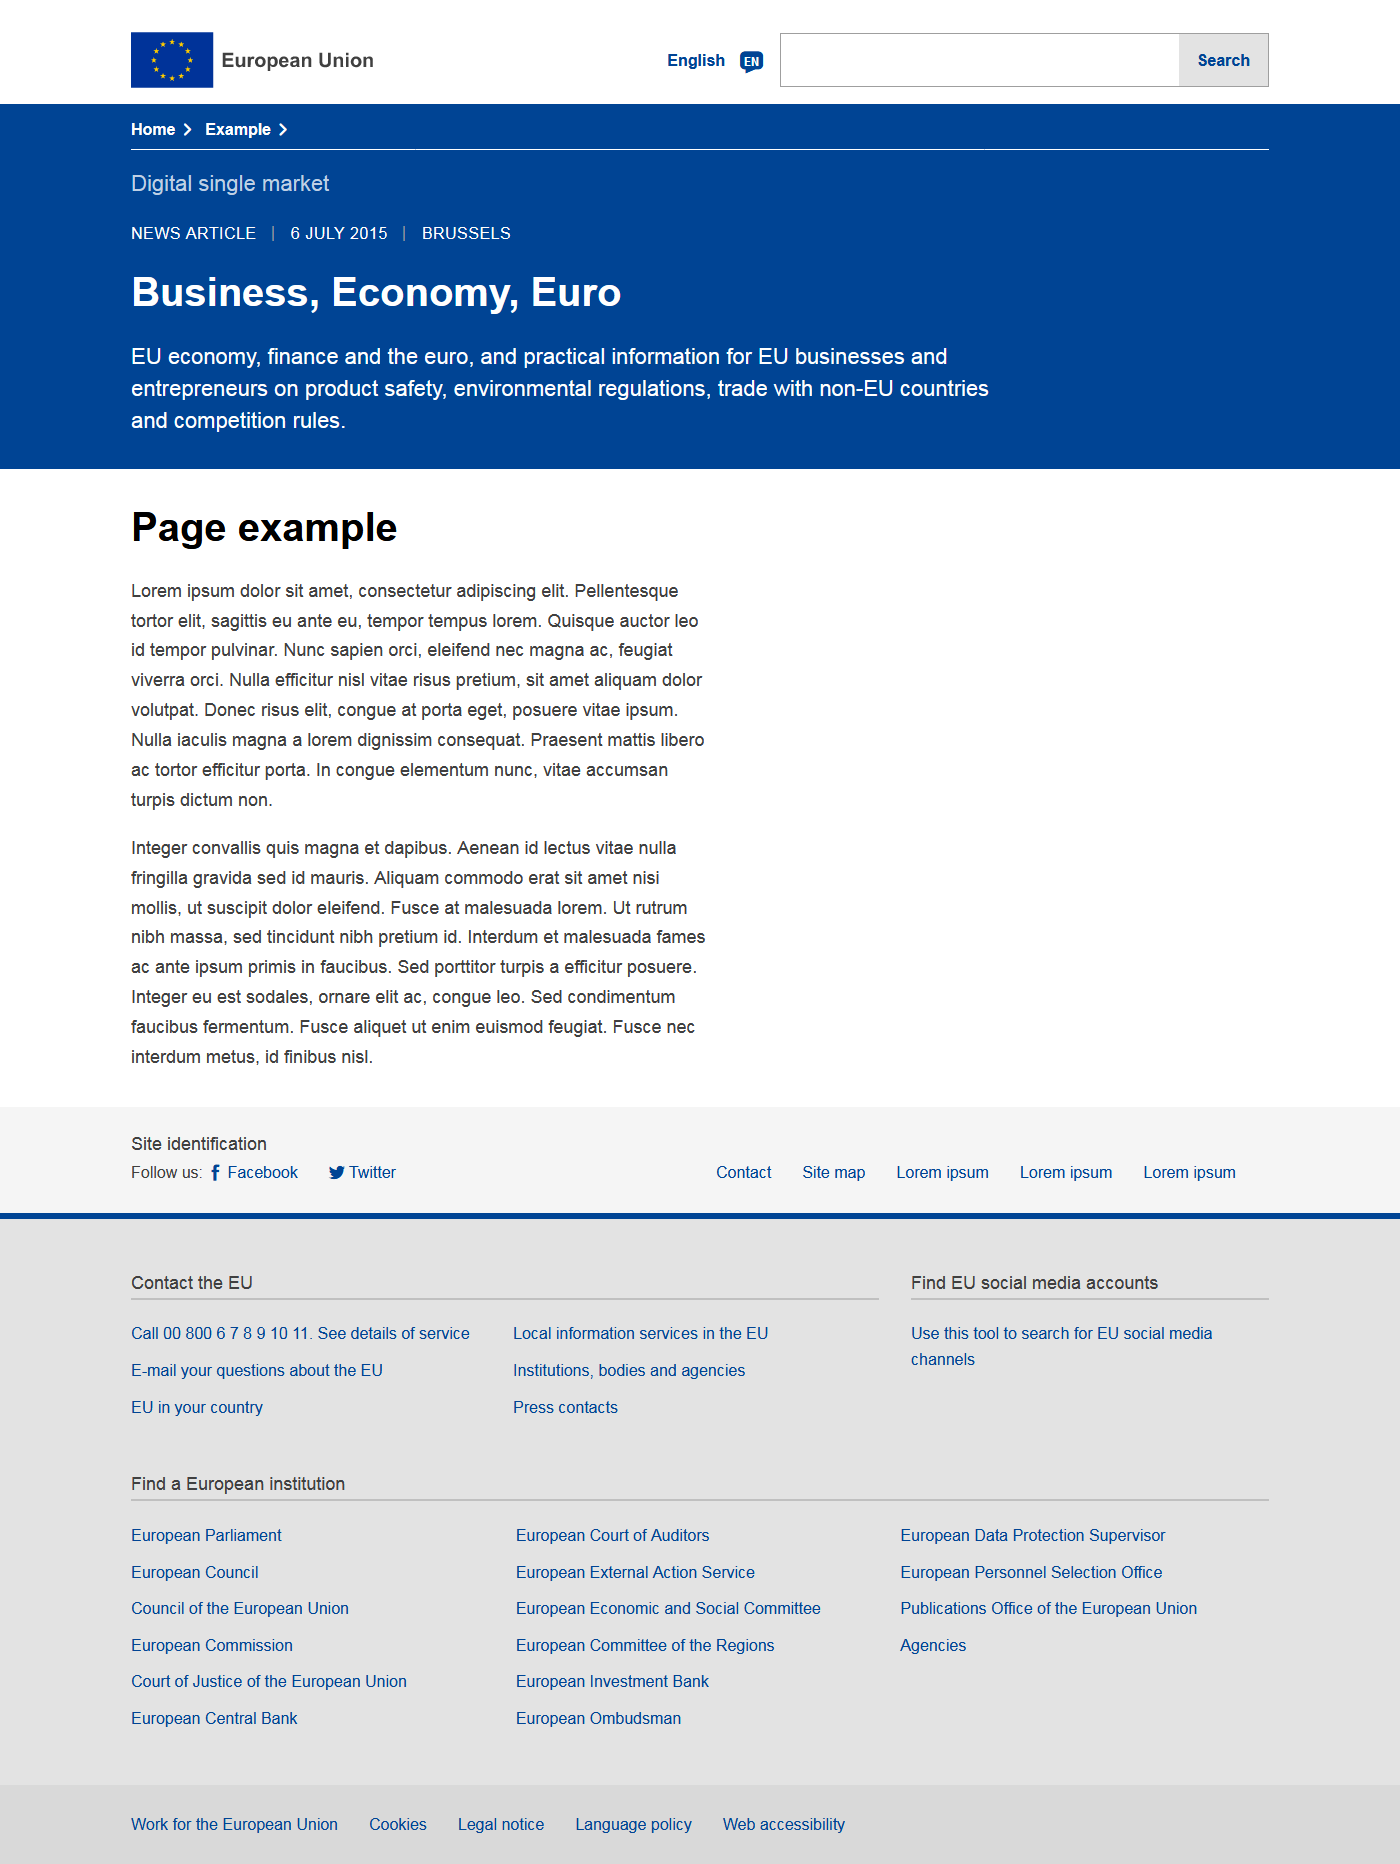 European Union
English EN
Search
Home
Example
Digital single market
NEWS ARTICLE | 6 JULY 2015 | BRUSSELS
Business, Economy, Euro
EU economy, finance and the euro, and practical information for EU businesses and
entrepreneurs on product safety, environmental regulations, trade with non-EU countries
and competition rules.
Page example
Lorem ipsum dolor sit amet, consectetur adipiscing elit. Pellentesque
tortor elit, sagittis eu ante eu, tempor tempus lorem. Quisque auctor leo
id tempor pulvinar. Nunc sapien orci, eleifend nec magna ac, feugiat
viverra orci. Nulla efficitur nisl vitae risus pretium, sit amet aliquam dolor
volutpat. Donec risus elit, congue at porta eget, posuere vitae ipsum.
Nulla iaculis magna a lorem dignissim consequat. Praesent mattis libero
ac tortor efficitur porta. In congue elementum nunc, vitae accumsan
turpis dictum non.
Integer convallis quis magna et dapibus. Aenean id lectus vitae nulla
fringilla gravida sed id mauris. Aliquam commodo erat sit amet nisi
mollis, ut suscipit dolor eleifend. Fusce at malesuada lorem. Ut rutrum
nibh massa, sed tincidunt nibh pretium id. Interdum et malesuada fames
ac ante ipsum primis in faucibus. Sed porttitor turpis a efficitur posuere.
Integer eu est sodales, ornare elit ac, congue leo. Sed condimentum
faucibus fermentum. Fusce aliquet ut enim euismod feugiat. Fusce nec
interdum metus, id finibus nisl.
Site identification
Follow us: Facebook Twitter
Contact Site map Lorem ipsum Lorem ipsum Lorem ipsum
Contact the EU
Call 00 800 6 7 8 9 10 11. See details of service
E-mail your questions about the EU
EU in your country
Local information services in the EU
Institutions, bodies and agencies
Press contacts
Find EU social media accounts
Use this tool to search for EU social media
channels
Find a European institution
European Parliament
European Council
Council of the European Union
European Commission
Court of Justice of the European Union
European Central Bank
European Court of Auditors
European External Action Service
European Economic and Social Committee
European Committee of the Regions
European Investment Bank
European Ombudsman
European Data Protection Supervisor
European Personnel Selection Office
Publications Office of the European Union
Agencies
Work for the European Union Cookies Legal notice Language policy Web accessibility